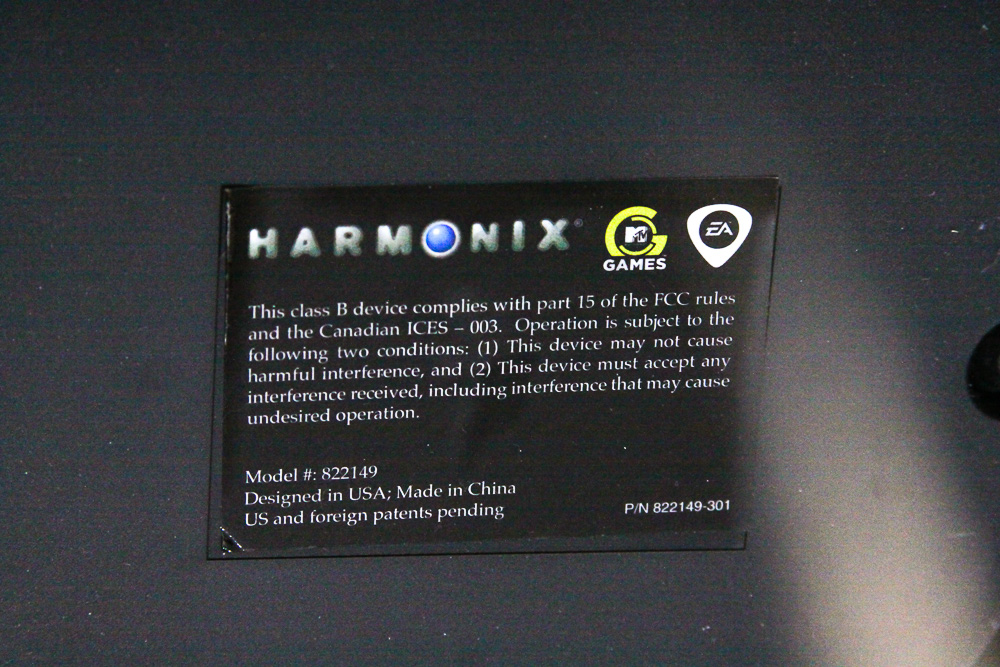 HARMONIX®
MTV
GAMES
EA
This class B device complies with part 15 of the FCC rules
and the Canadian ICES – 003. Operation is subject to the
following two conditions: (1) This device may not cause
harmful interference, and (2) This device must accept any
interference received, including interference that may cause
undesired operation.
Model #: 822149
Designed in USA; Made in China
US and foreign patents pending
P/N 822149-301